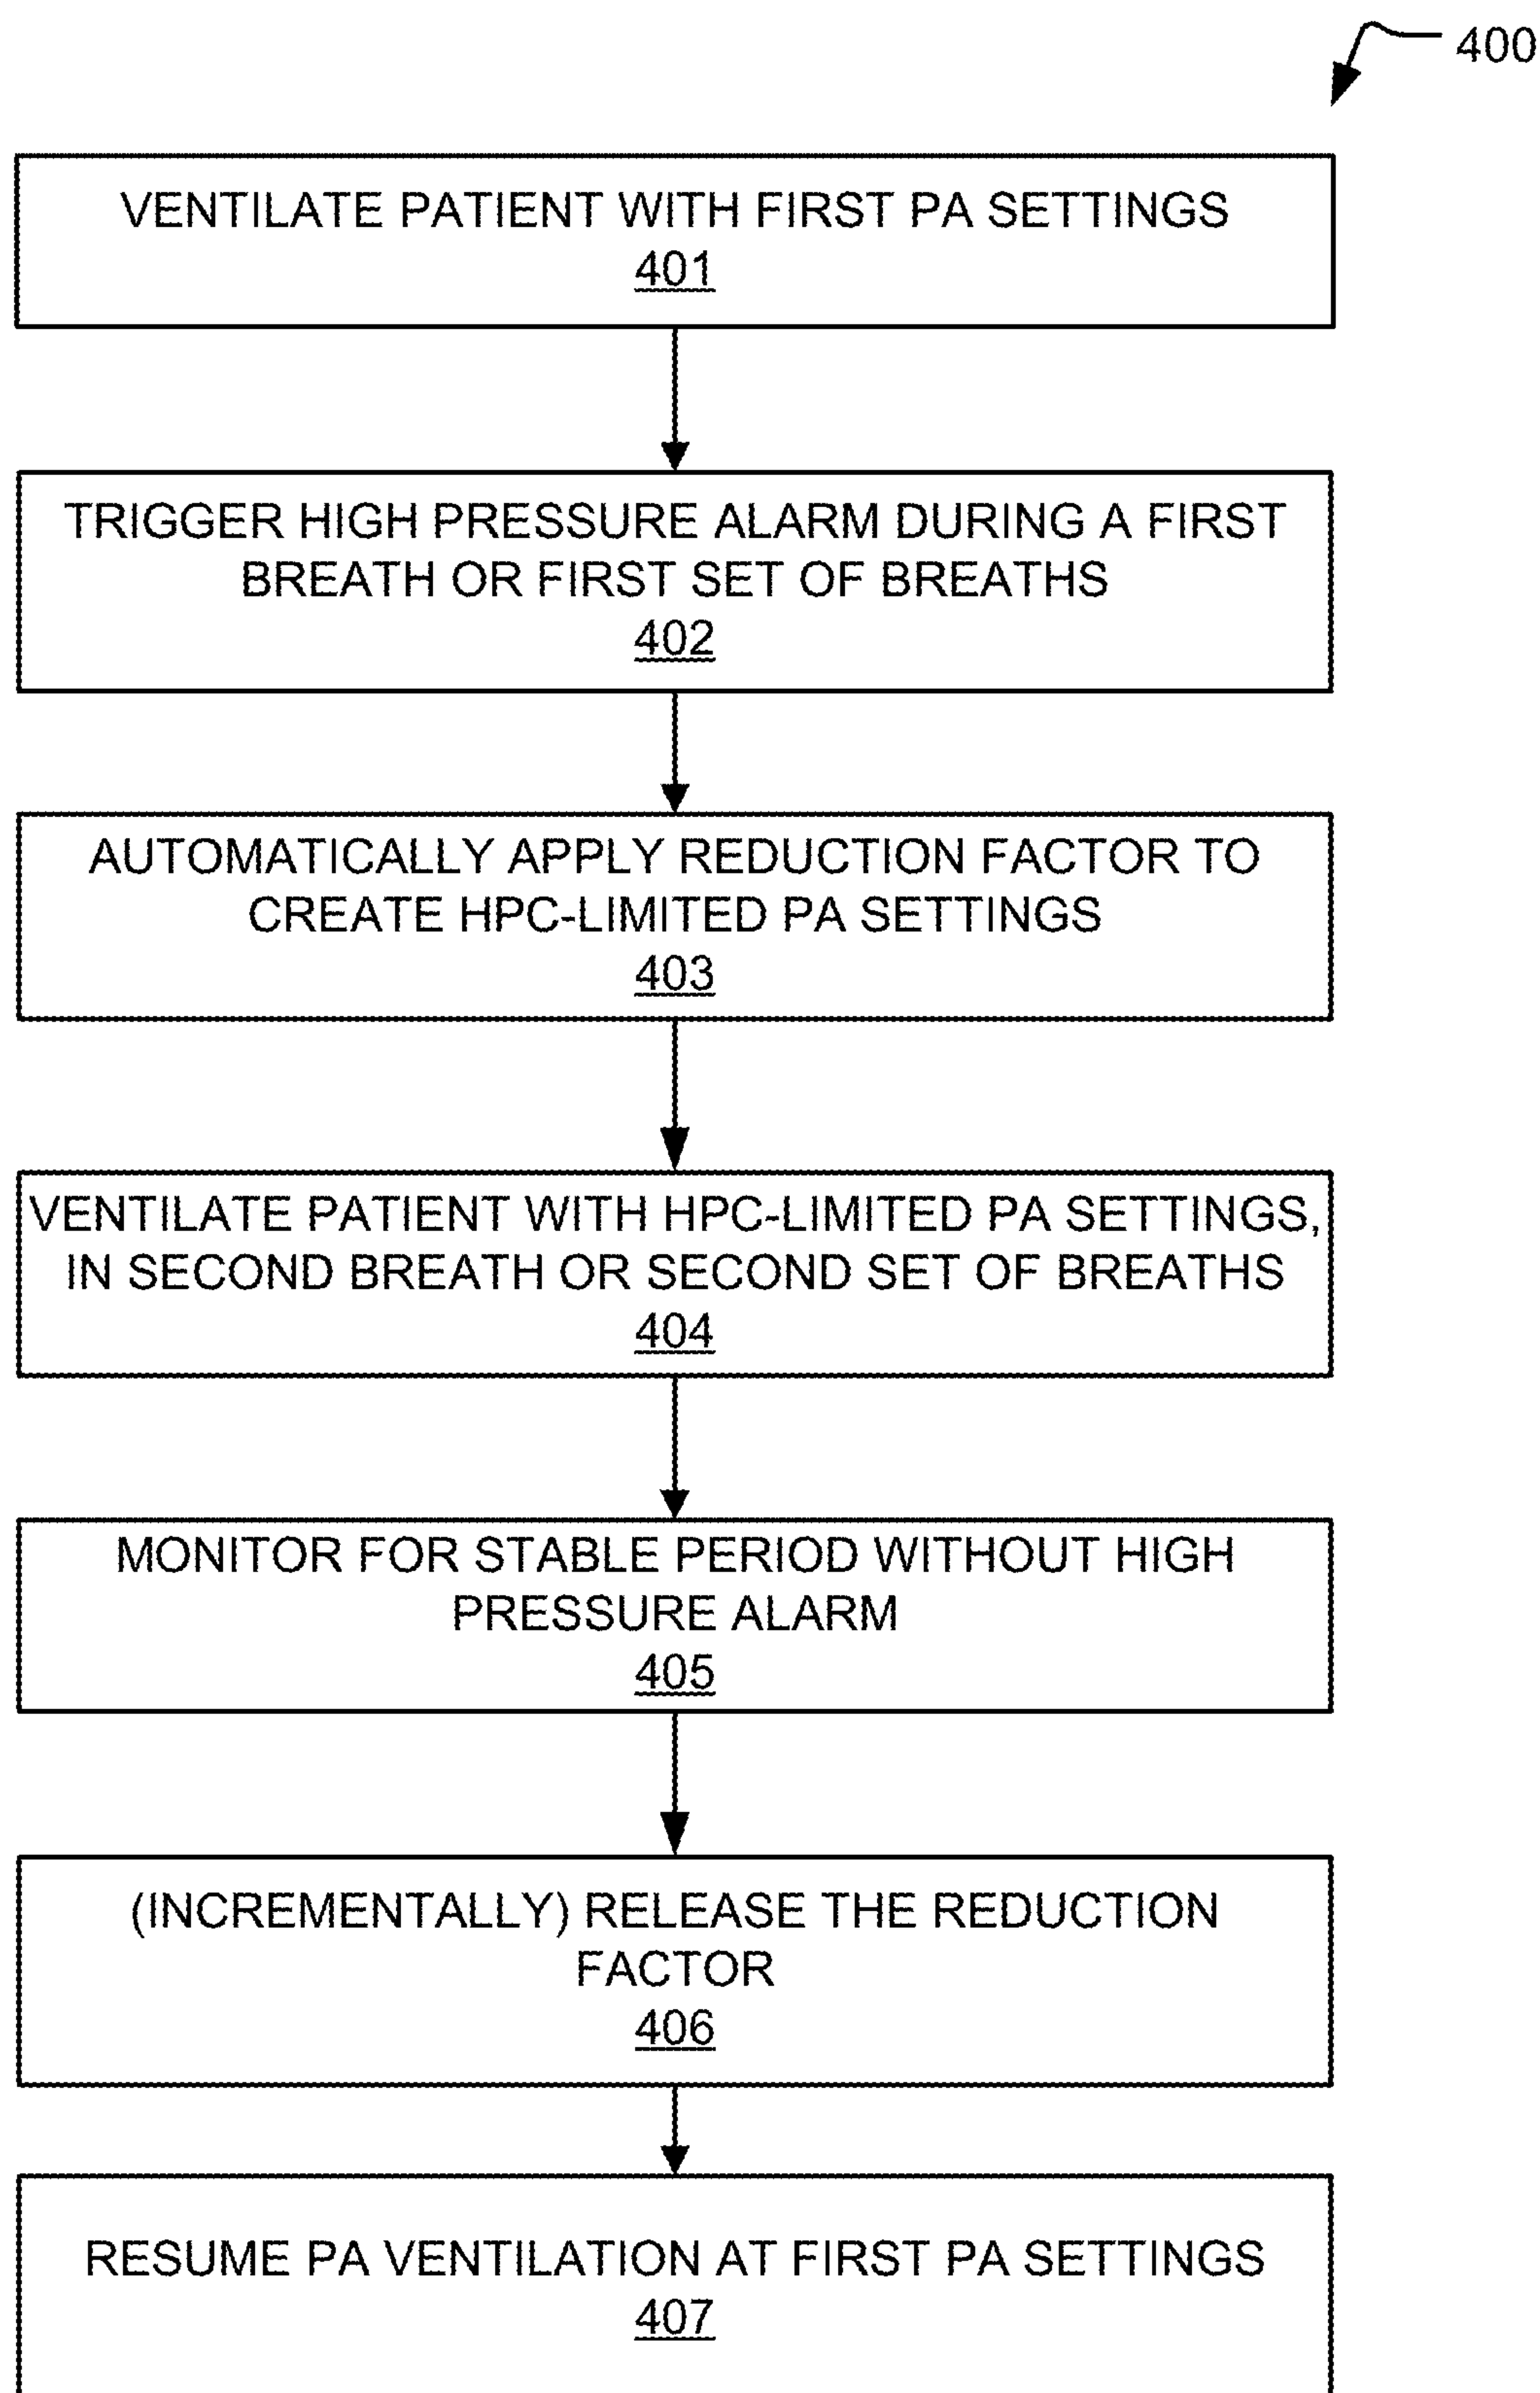 400
VENTILATE PATIENT WITH FIRST PA SETTINGS
401
TRIGGER HIGH PRESSURE ALARM DURING A FIRST
BREATH OR FIRST SET OF BREATHS
402
AUTOMATICALLY APPLY REDUCTION FACTOR TO
CREATE HPC-LIMITED PA SETTINGS
403
VENTILATE PATIENT WITH HPC-LIMITED PA SETTINGS,
IN SECOND BREATH OR SECOND SET OF BREATHS
404
MONITOR FOR STABLE PERIOD WITHOUT HIGH
PRESSURE ALARM
405
(INCREMENTALLY) RELEASE THE REDUCTION
FACTOR
406
RESUME PA VENTILATION AT FIRST PA SETTINGS
407